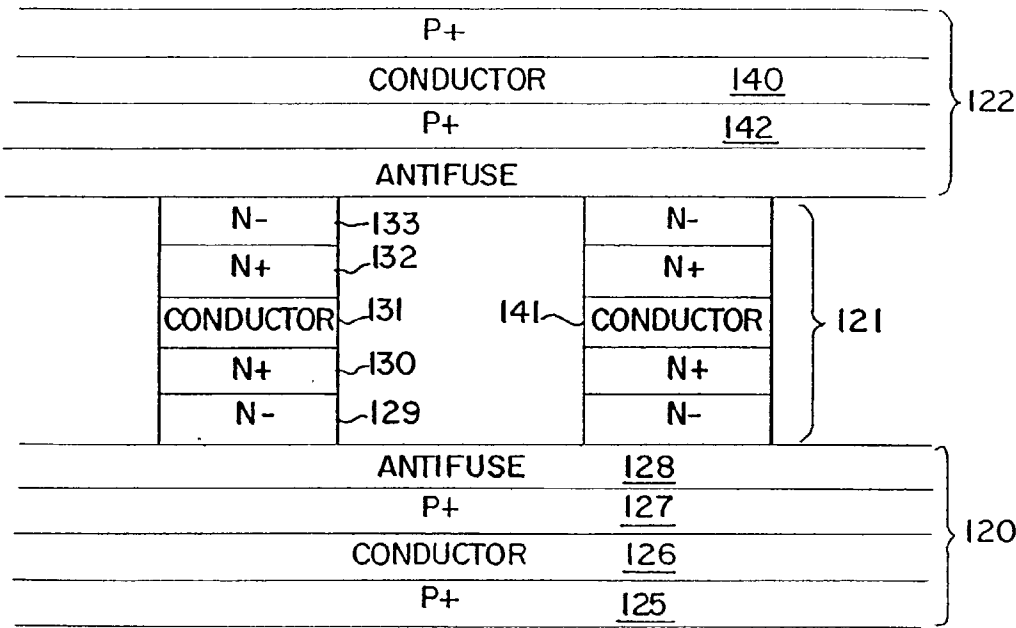 P+
CONDUCTOR 140
122
P+ 142
ANTIFUSE
N- 133 N-
N+ 132 N+
CONDUCTOR 131 141 CONDUCTOR 121
N+ 130 N+
N- 129 N-
ANTIFUSE 128
P+ 127
120
CONDUCTOR 126
P+ 125